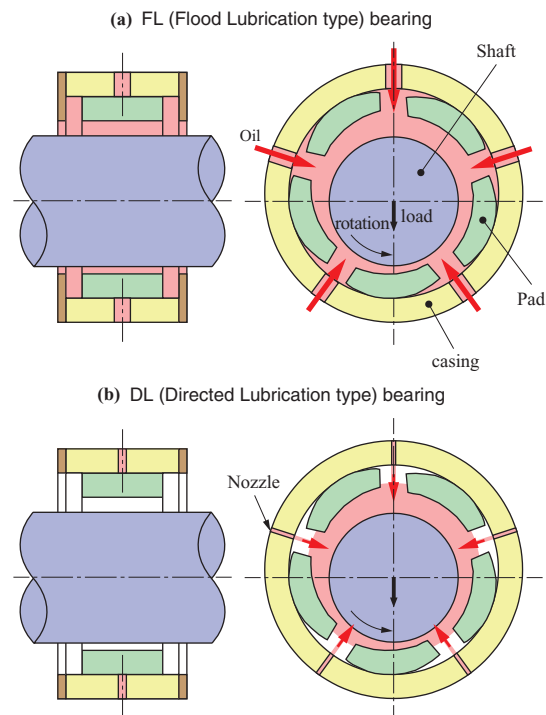 (a) FL (Flood Lubrication type) bearing
Shaft
Oil
rotation
load
Pad
casing
(b) DL (Directed Lubrication type) bearing
Nozzle